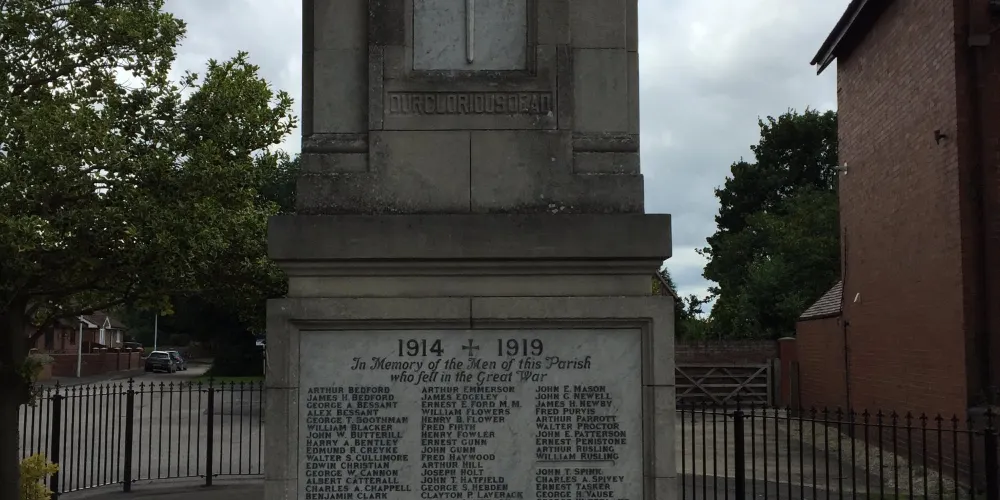 OUR GLORIOUS DEAD
1914 ✠ 1919
In Memory of the Men of this Parish
who fell in the Great War
ARTHUR BEDFORD
JAMES H. BEDFORD
GEORGE A. BESSANT
ALEX BESSANT
GEORGE T. BOOTHBY
WILLIAM BLACKER
JOHN W. BUTTERILL
HARRY A. BENTLEY
EDMUND R. CREYKE
WALTER S. CULLIMORE
EDWIN CHRISTIAN
GEORGE W. CANNON
ALBERT CATTERALL
CHARLES A. CHAPPELL
BENJAMIN CLARK
ARTHUR EMMERSON
JAMES EDGELEY
ERNEST E. FORD M.M.
WILLIAM FLOWERS
HENRY B. FLOWER
FRED FIRTH
HENRY FOWLER
ERNEST GUNN
JOHN GUNN
FRED HAYWOOD
ARTHUR HILL
JOSEPH HOLT
JOHN T. HATFIELD
GEORGE S. HEBDEN
CLAYTON P. LAVERACK
JOHN E. MASON
JOHN G. NEWELL
JAMES H. NEWBY
FRED PURVIS
ARTHUR PARROTT
WALTER PROCTOR
JOHN E. PATTERSON
ERNEST PENISTONE
ARTHUR RUSLING
WILLIAM RUSLING
JOHN T. SPINK
CHARLES A. SPIVEY
ERNEST TASKER
GEORGE H. VAUSE